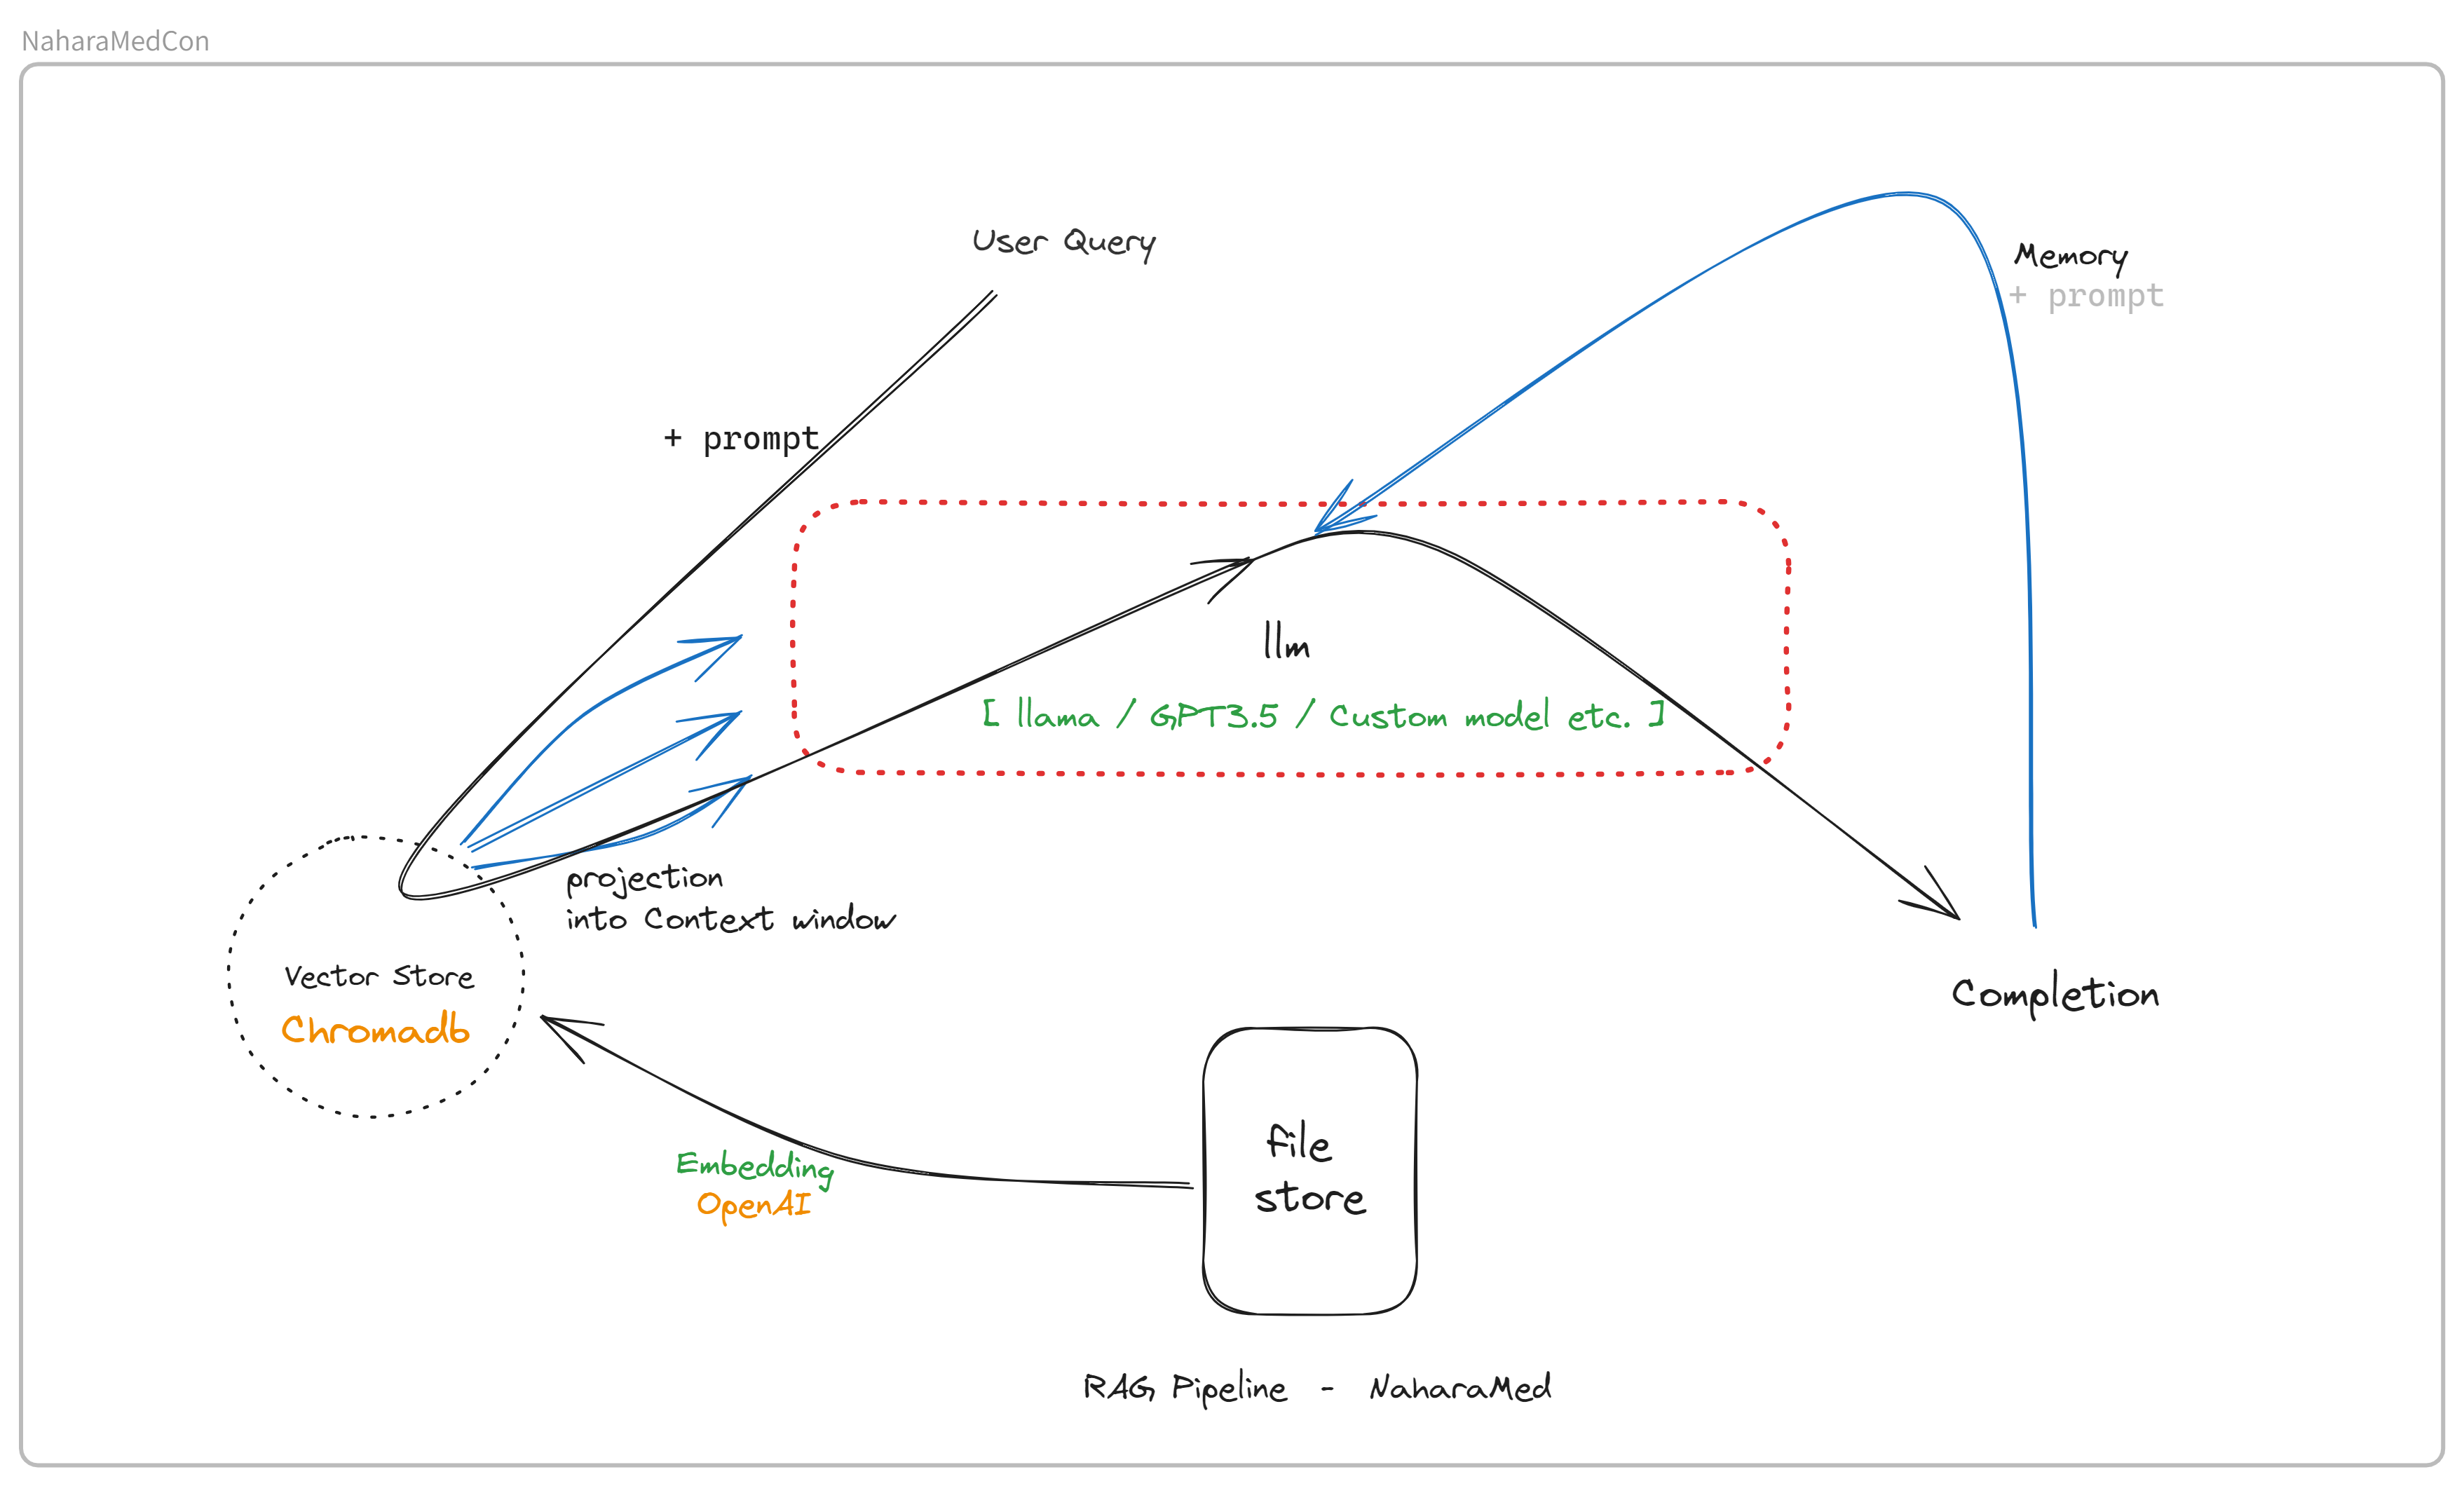 NaharaMedCon
User Query
Memory
+ prompt
+ prompt
llm
[ llama / GPT3.5 / Custom model etc. ]
projection
into Context window
Vector Store
Chromadb
Completion
file
store
Embedding
OpenAI
RAG Pipeline - NaharaMed